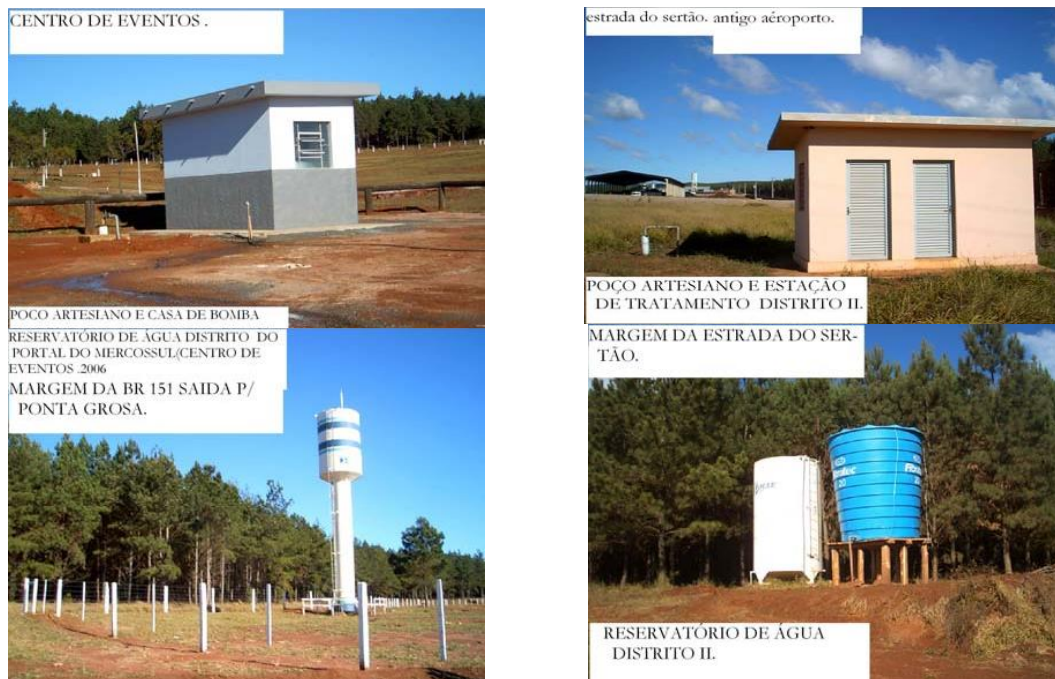 CENTRO DE EVENTOS .
POCO ARTESIANO E CASA DE BOMBA
RESERVATÓRIO DE ÁGUA DISTRITO DO
PORTAL DO MERCOSSUL(CENTRO DE
EVENTOS .2006
MARGEM DA BR 151 SAIDA P/
PONTA GROSA.
estrada do sertão. antigo aéroporto.
POÇO ARTESIANO E ESTAÇÃO
DE TRATAMENTO DISTRITO II.
MARGEM DA ESTRADA DO SER-
TÃO.
20
RESERVATÓRIO DE ÁGUA
DISTRITO II.